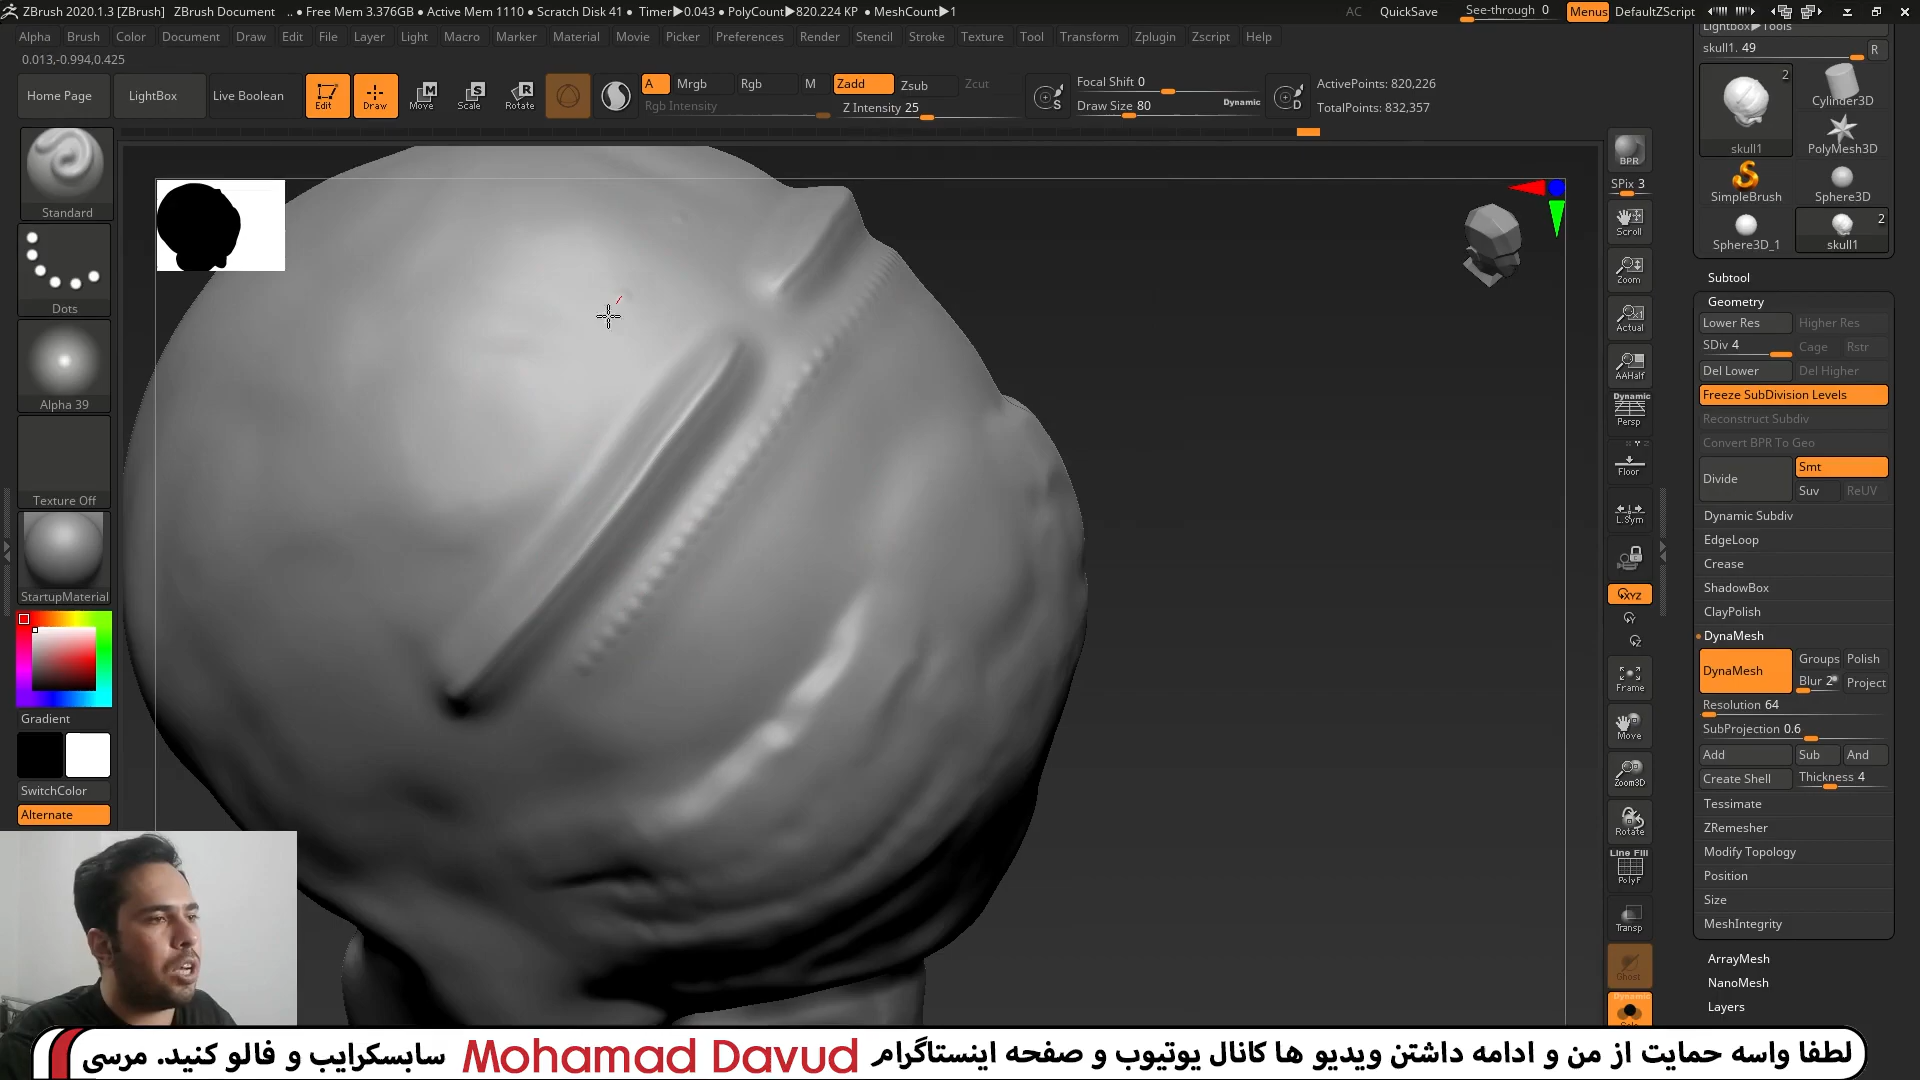 ZBrush 2020.1.3 [ZBrush] ZBrush Document .. • Free Mem 3.376GB • Active Mem 1110 • Scratch Disk 41 • Timer▶0.043 • PolyCount▶820.224 KP • MeshCount▶1 AC QuickSave See-through 0 Menus DefaultZScript
Alpha Brush Color Document Draw Edit File Layer Light Macro Marker Material Movie Picker Preferences Render Stencil Stroke Texture Tool Transform Zplugin Zscript Help
0.013,-0.994,0.425
Home Page LightBox Live Boolean Edit Draw Move Scale Rotate
A Mrgb Rgb M Zadd Zsub Zcut
Rgb Intensity Z Intensity 25
Focal Shift 0
Draw Size 80 Dynamic
ActivePoints: 820,226
TotalPoints: 832,357
Standard
Dots
Alpha 39
Texture Off
StartupMaterial
Gradient
SwitchColor
Alternate
BPR
SPix 3
Scroll
Zoom
Actual
AAHalf
Dynamic
Persp
Floor
L.Sym
XYZ
Y
Z
Frame
Move
Zoom3D
Rotate
Line Fill
PolyF
Transp
Ghost
Dynamic
Lightbox▶Tools
skull1. 49 R
2
skull1
Cylinder3D
PolyMesh3D
SimpleBrush Sphere3D
2
Sphere3D_1 skull1
Subtool
Geometry
Lower Res Higher Res
SDiv 4 Cage Rstr
Del Lower Del Higher
Freeze SubDivision Levels
Reconstruct Subdiv
Convert BPR To Geo
Divide Smt
Suv ReUV
Dynamic Subdiv
EdgeLoop
Crease
ShadowBox
ClayPolish
DynaMesh
DynaMesh Groups Polish
Blur 2 Project
Resolution 64
SubProjection 0.6
Add Sub And
Create Shell Thickness 4
Tessimate
ZRemesher
Modify Topology
Position
Size
MeshIntegrity
ArrayMesh
NanoMesh
Layers
لطفا واسه حمایت از من و ادامه داشتن ویدیو ها کانال یوتیوب و صفحه اینستاگرام Mohamad Davud سابسکرایب و فالو کنید. مرسی